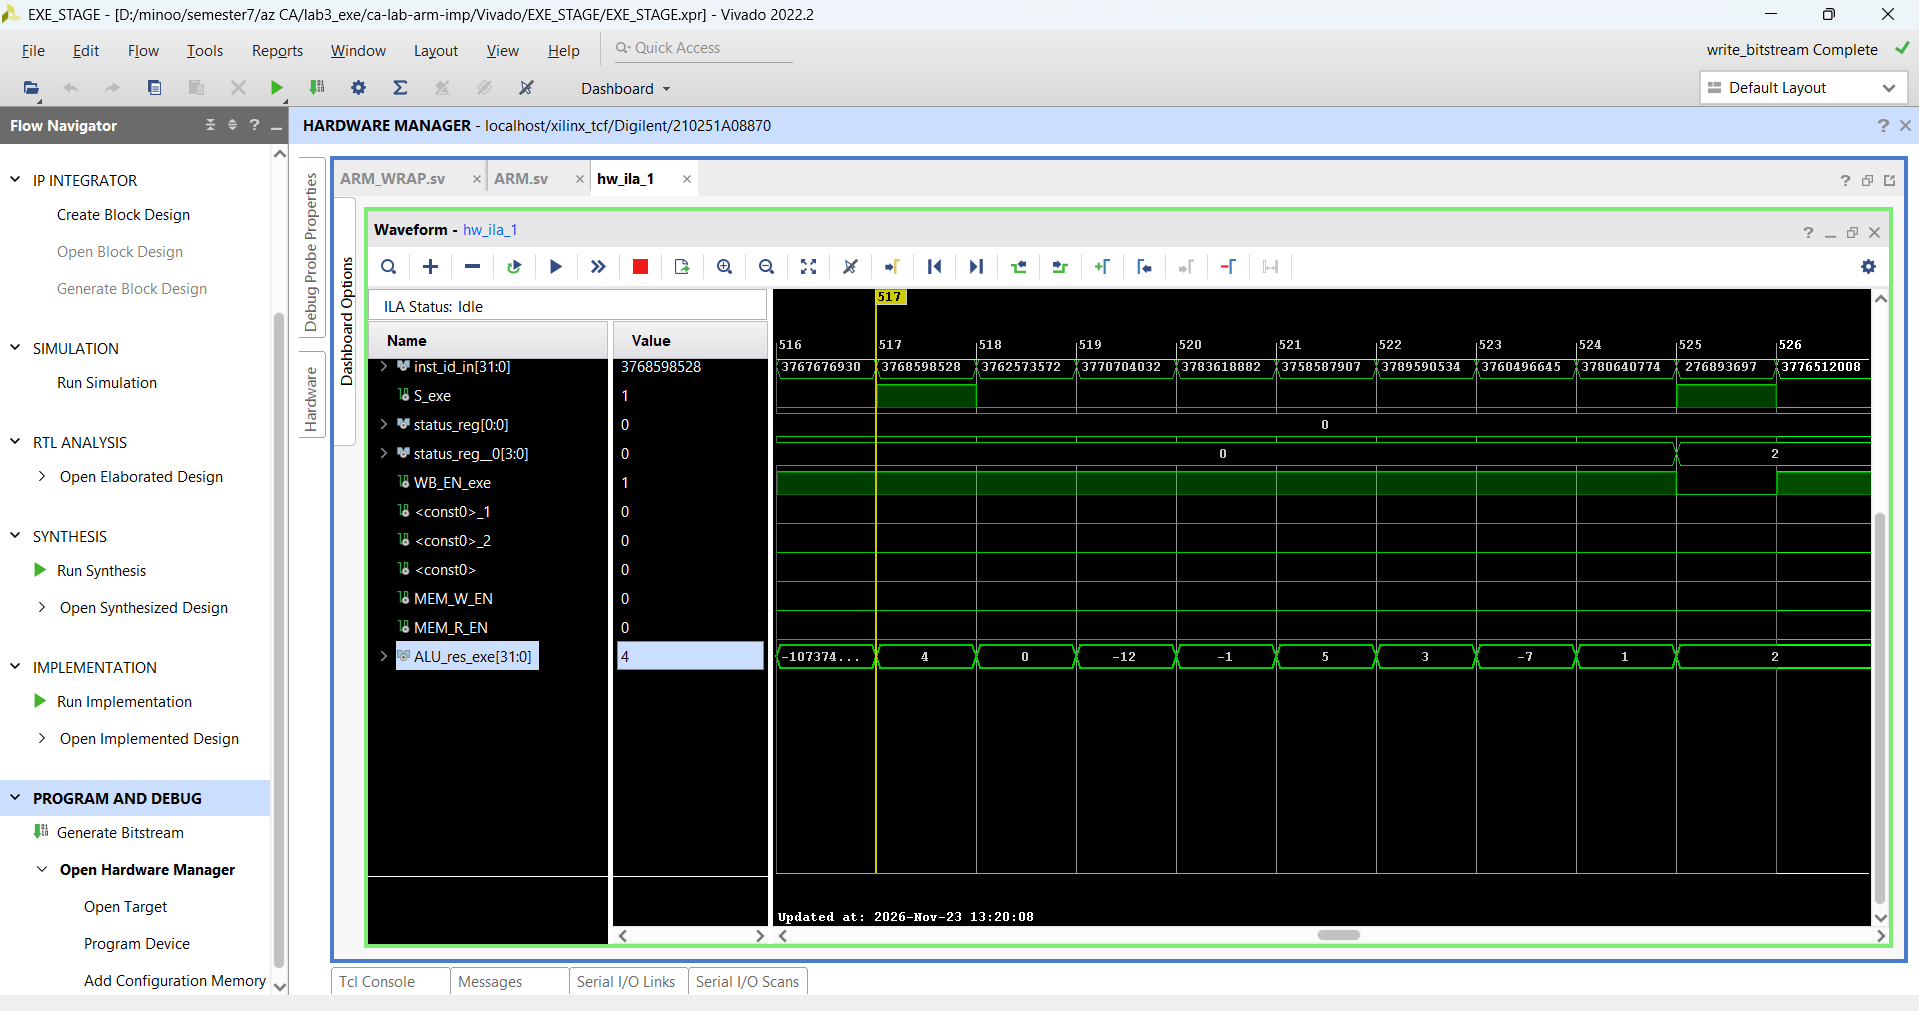 EXE_STAGE - [D:/minoo/semester7/az CA/lab3_exe/ca-lab-arm-imp/Vivado/EXE_STAGE/EXE_STAGE.xpr] - Vivado 2022.2
File Edit Flow Tools Reports Window Layout View Help Quick Access
write_bitstream Complete
Dashboard
Default Layout
Flow Navigator
HARDWARE MANAGER - localhost/xilinx_tcf/Digilent/210251A08870
IP INTEGRATOR
Create Block Design
Open Block Design
Generate Block Design
SIMULATION
Run Simulation
RTL ANALYSIS
Open Elaborated Design
SYNTHESIS
Run Synthesis
Open Synthesized Design
IMPLEMENTATION
Run Implementation
Open Implemented Design
PROGRAM AND DEBUG
Generate Bitstream
Open Hardware Manager
Open Target
Program Device
Add Configuration Memory
Debug Probe Properties
Hardware
Dashboard Options
ARM_WRAP.sv ARM.sv hw_ila_1
Waveform - hw_ila_1
ILA Status: Idle
Name Value
517
516 517 518 519 520 521 522 523 524 525 526
inst_id_in[31:0] 3768598528 3767676930 3768598528 3762573572 3770704032 3783618882 3758587907 3789590534 3760496645 3780640774 276893697 3776512008
S_exe 1
status_reg[0:0] 0 0
status_reg__0[3:0] 0 0 2
WB_EN_exe 1
<const0>_1 0
<const0>_2 0
<const0> 0
MEM_W_EN 0
MEM_R_EN 0
ALU_res_exe[31:0] 4 -107374... 4 0 -12 -1 5 3 -7 1 2
Updated at: 2026-Nov-23 13:20:08
Tcl Console Messages Serial I/O Links Serial I/O Scans